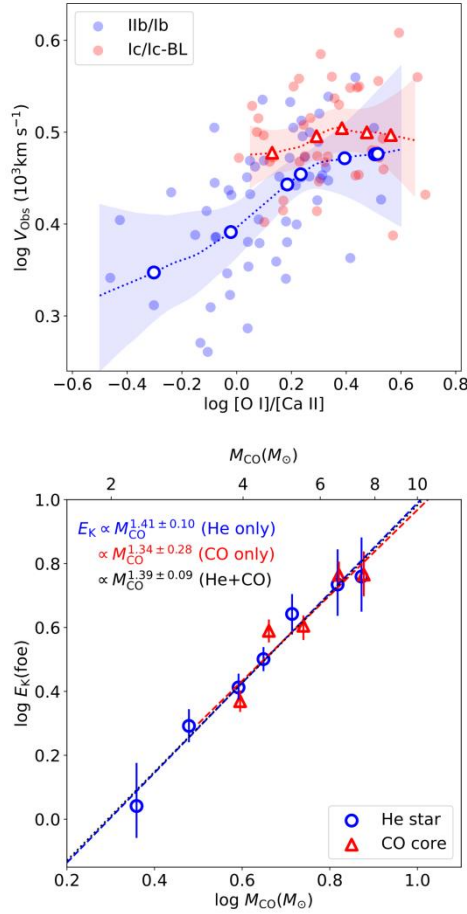 IIb/Ib
Ic/Ic-BL
0.6
0.5
0.4
0.3
log V_Obs (10^3 km s^-1)
−0.6 −0.4 −0.2 0.0 0.2 0.4 0.6 0.8
log [O I]/[Ca II]
M_CO(M_⊙)
2 4 6 8 10
1.0
0.8
0.6
0.4
0.2
0.0
log E_K(foe)
E_K ∝ M_CO^1.41 ± 0.10 (He only)
∝ M_CO^1.34 ± 0.28 (CO only)
∝ M_CO^1.39 ± 0.09 (He+CO)
He star
CO core
0.2 0.4 0.6 0.8 1.0
log M_CO(M_⊙)